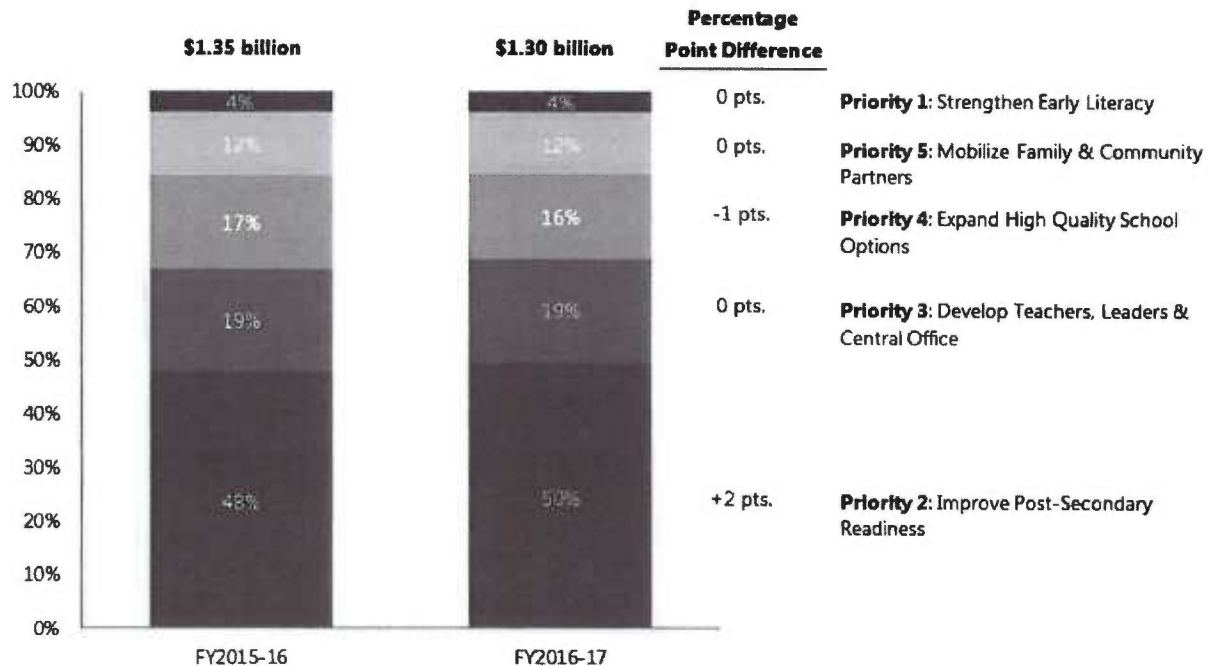 Percentage
$1.35 billion $1.30 billion Point Difference
100%
4% 4% 0 pts. Priority 1: Strengthen Early Literacy
90%
12% 12% 0 pts. Priority 5: Mobilize Family & Community
Partners
80%
17% 16% -1 pts. Priority 4: Expand High Quality School
Options
70%
60%
19% 19% 0 pts. Priority 3: Develop Teachers, Leaders &
Central Office
50%
40%
30%
48% 50% +2 pts. Priority 2: Improve Post-Secondary
Readiness
20%
10%
0%
FY2015-16 FY2016-17